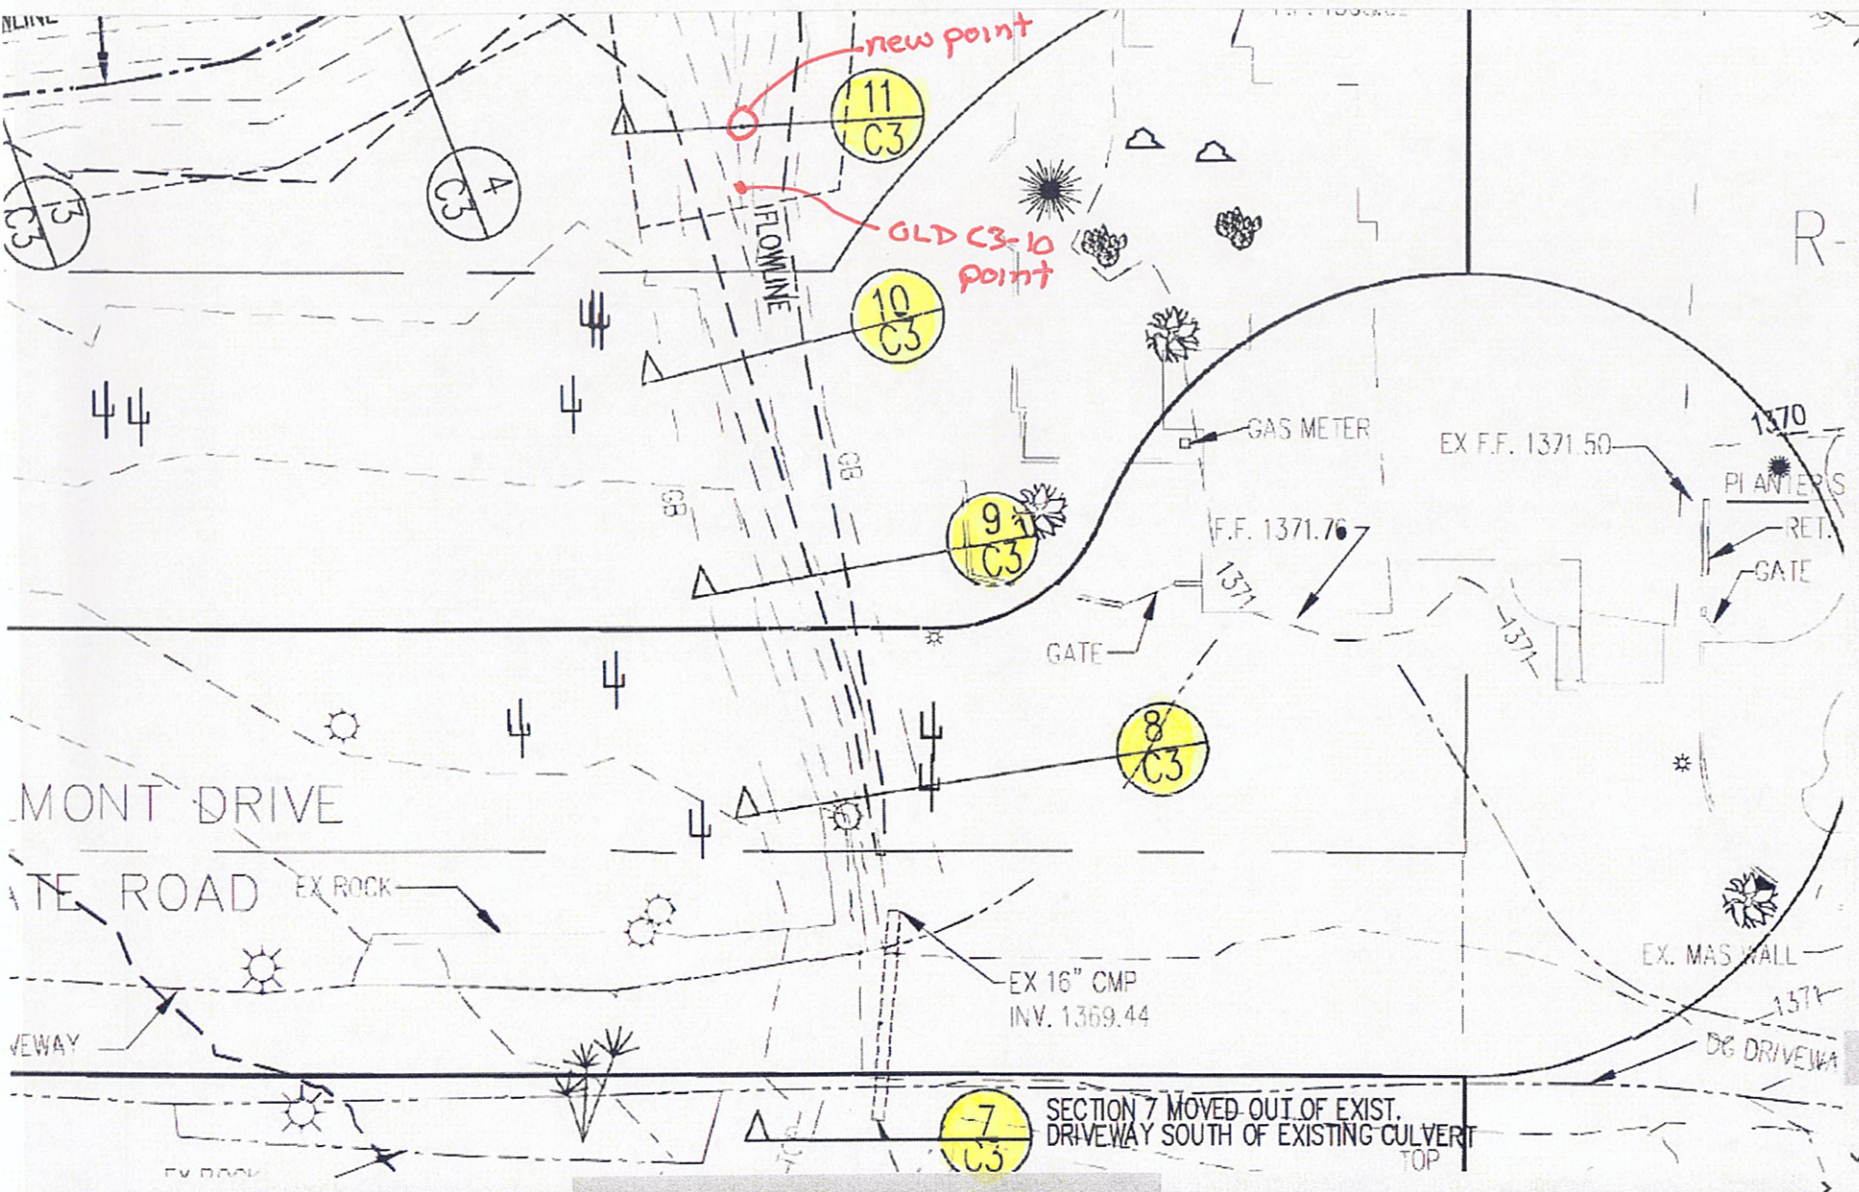 new point
11
C3
4
C3
3
C3
FLOWLINE
OLD C3-10
point
R-
10
C3
1370
GAS METER
EX F.F. 1371.50
GB
GB
PLANTERS
9
C3
F.F. 1371.76
RET.
GATE
1371
GATE
1371
8
C3
MONT DRIVE
TE ROAD
EX ROCK
EX. MAS WALL
EX 16" CMP
INV. 1369.44
1371
VEWAY
DG DRIVEWA
7
C3
SECTION 7 MOVED OUT OF EXIST.
DRIVEWAY SOUTH OF EXISTING CULVERT
TOP
EX ROCK